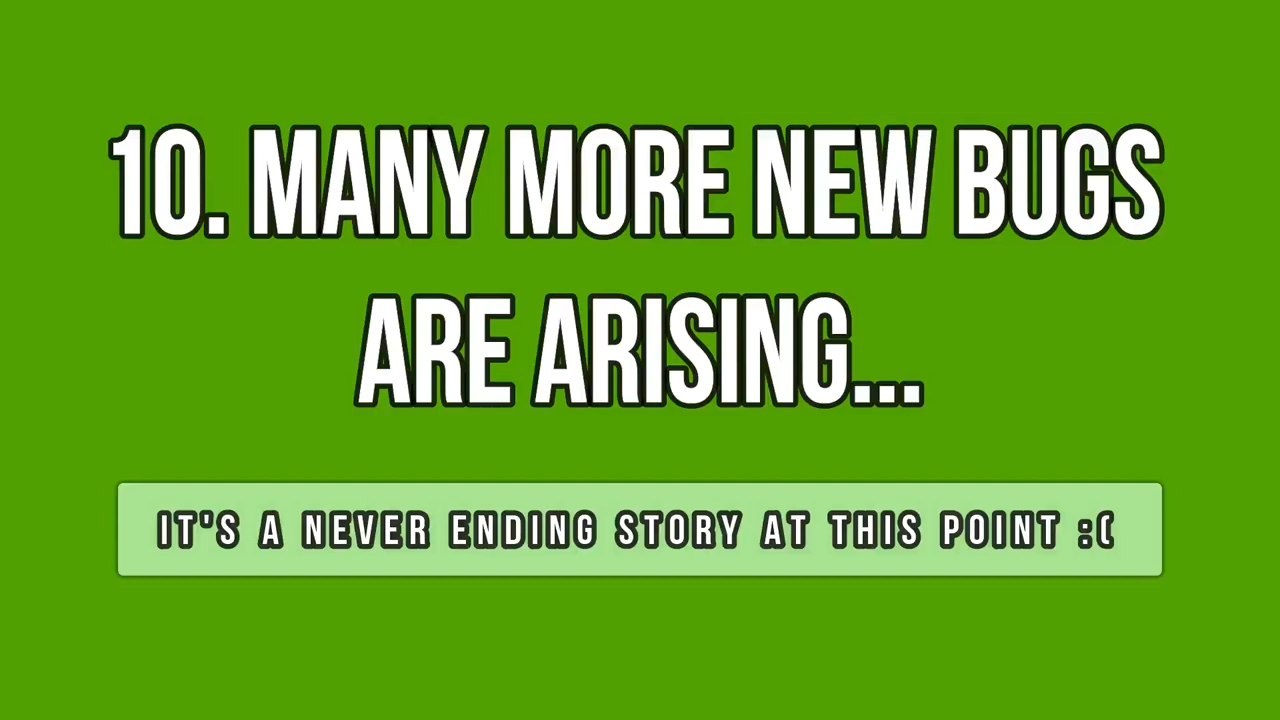 10. MANY MORE NEW BUGS
ARE ARISING...
IT'S A NEVER ENDING STORY AT THIS POINT :(